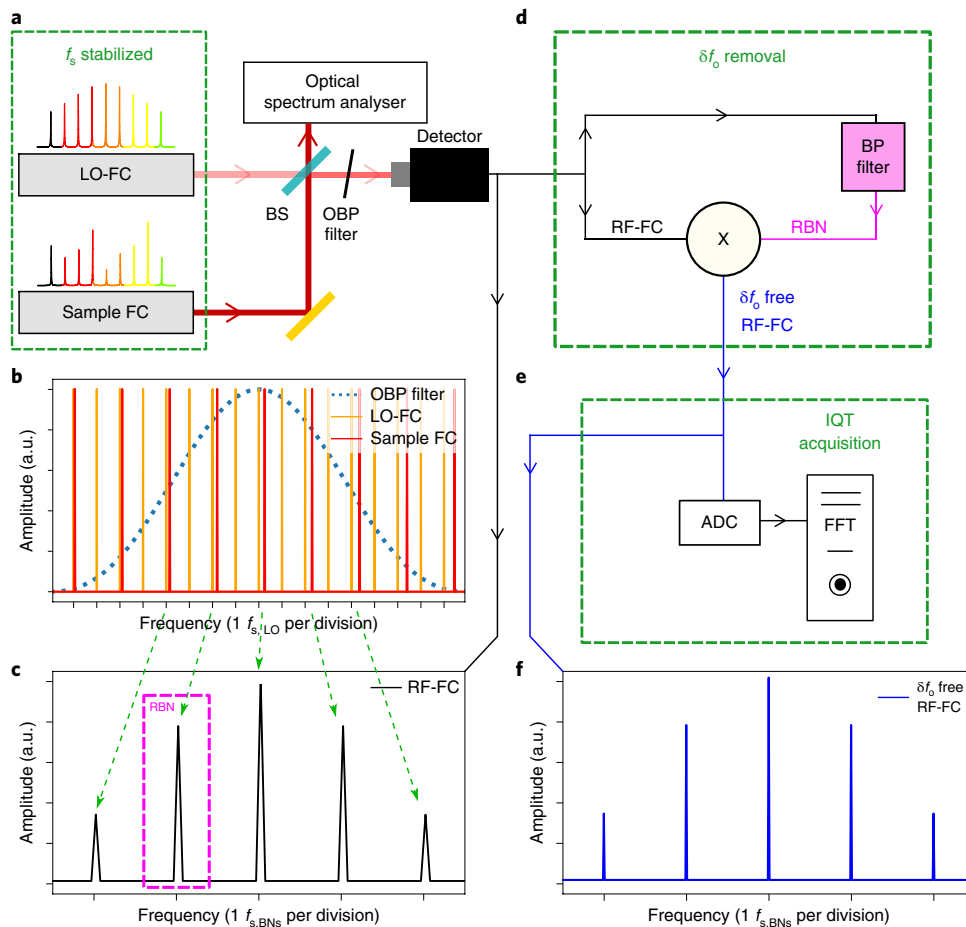 a
f_s stabilized
LO-FC
Sample FC
Optical
spectrum analyser
BS
OBP
filter
Detector
d
δf_o removal
BP
filter
RF-FC
X
RBN
δf_o free
RF-FC
b
OBP filter
LO-FC
Sample FC
Amplitude (a.u.)
Frequency (1 f_s, LO per division)
e
IQT
acquisition
ADC
FFT
c
RF-FC
RBN
Amplitude (a.u.)
Frequency (1 f_s,BNs per division)
f
δf_o free
RF-FC
Amplitude (a.u.)
Frequency (1 f_s,BNs per division)